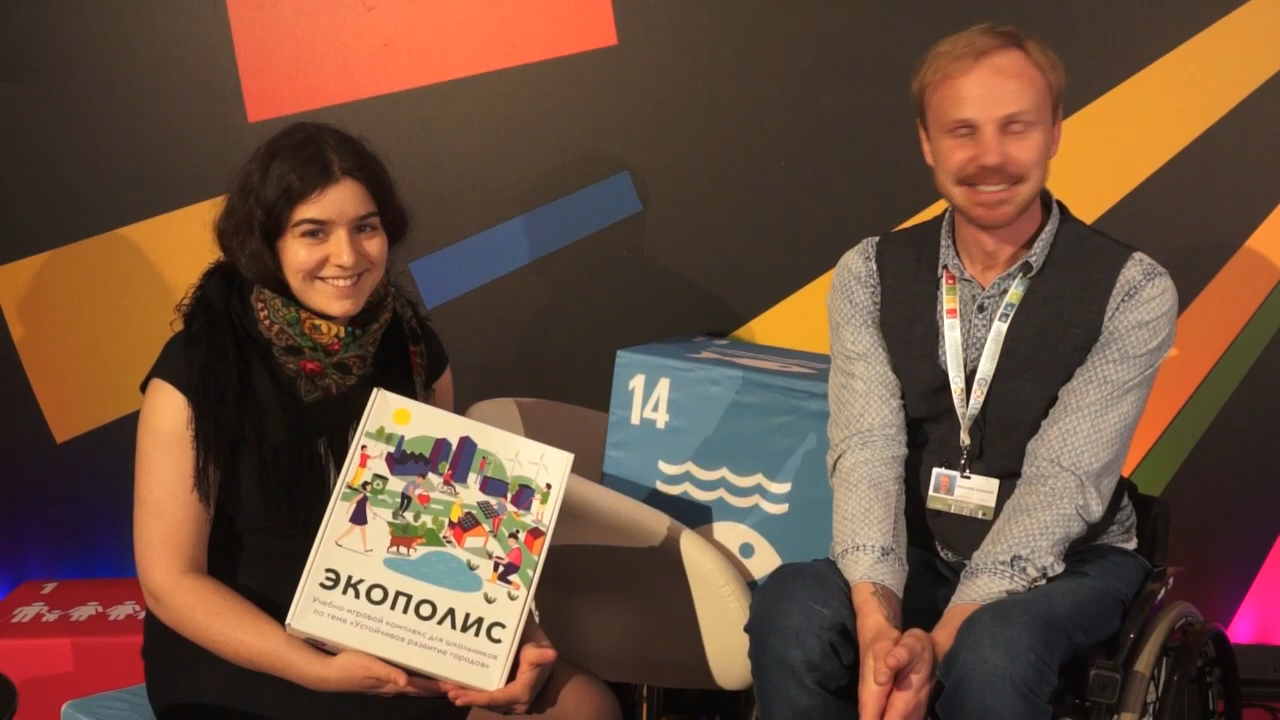 14
1
ЭКОПОЛИС
Учебно-игровой комплекс для школьников
по теме «Устойчивое развитие городов»